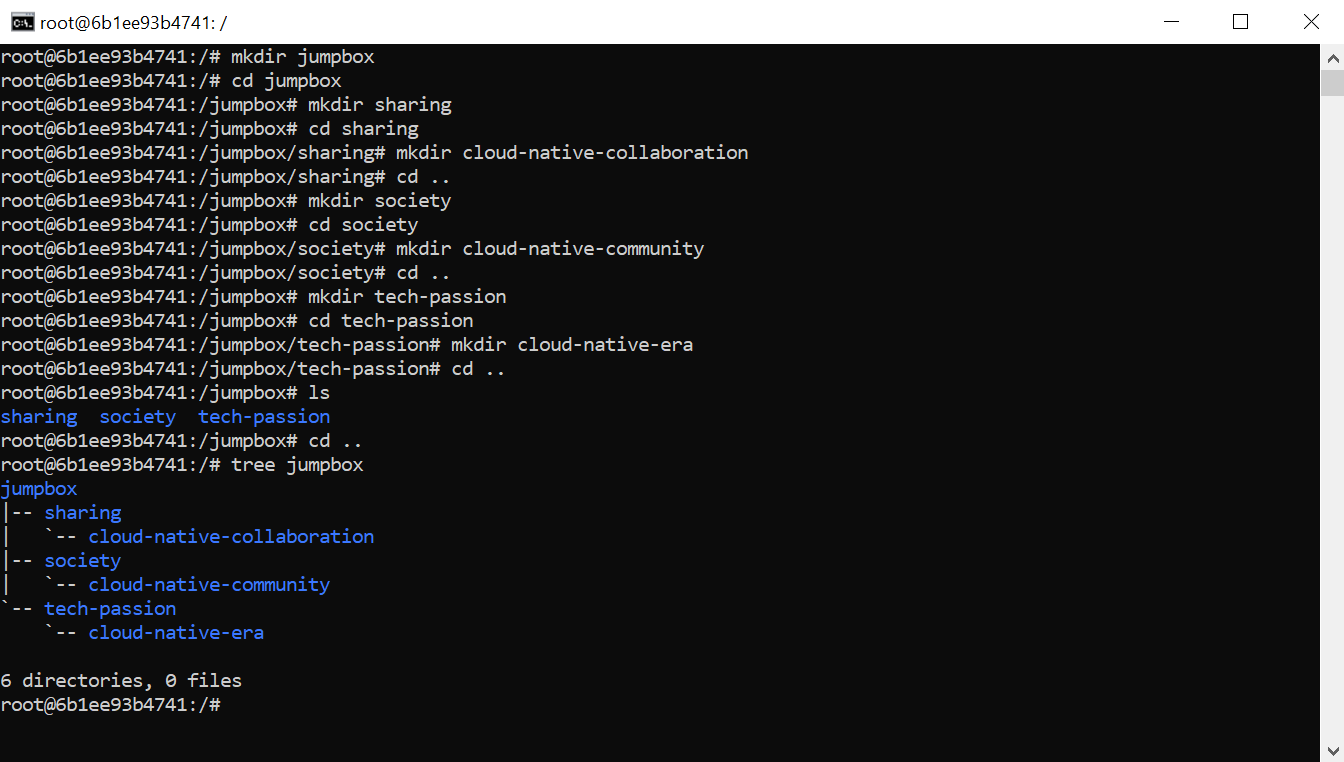 root@6b1ee93b4741: /
root@6b1ee93b4741:/# mkdir jumpbox
root@6b1ee93b4741:/# cd jumpbox
root@6b1ee93b4741:/jumpbox# mkdir sharing
root@6b1ee93b4741:/jumpbox# cd sharing
root@6b1ee93b4741:/jumpbox/sharing# mkdir cloud-native-collaboration
root@6b1ee93b4741:/jumpbox/sharing# cd ..
root@6b1ee93b4741:/jumpbox# mkdir society
root@6b1ee93b4741:/jumpbox# cd society
root@6b1ee93b4741:/jumpbox/society# mkdir cloud-native-community
root@6b1ee93b4741:/jumpbox/society# cd ..
root@6b1ee93b4741:/jumpbox# mkdir tech-passion
root@6b1ee93b4741:/jumpbox# cd tech-passion
root@6b1ee93b4741:/jumpbox/tech-passion# mkdir cloud-native-era
root@6b1ee93b4741:/jumpbox/tech-passion# cd ..
root@6b1ee93b4741:/jumpbox# ls
sharing  society  tech-passion
root@6b1ee93b4741:/jumpbox# cd ..
root@6b1ee93b4741:/# tree jumpbox
jumpbox
|-- sharing
|   `-- cloud-native-collaboration
|-- society
|   `-- cloud-native-community
`-- tech-passion
    `-- cloud-native-era
6 directories, 0 files
root@6b1ee93b4741:/#